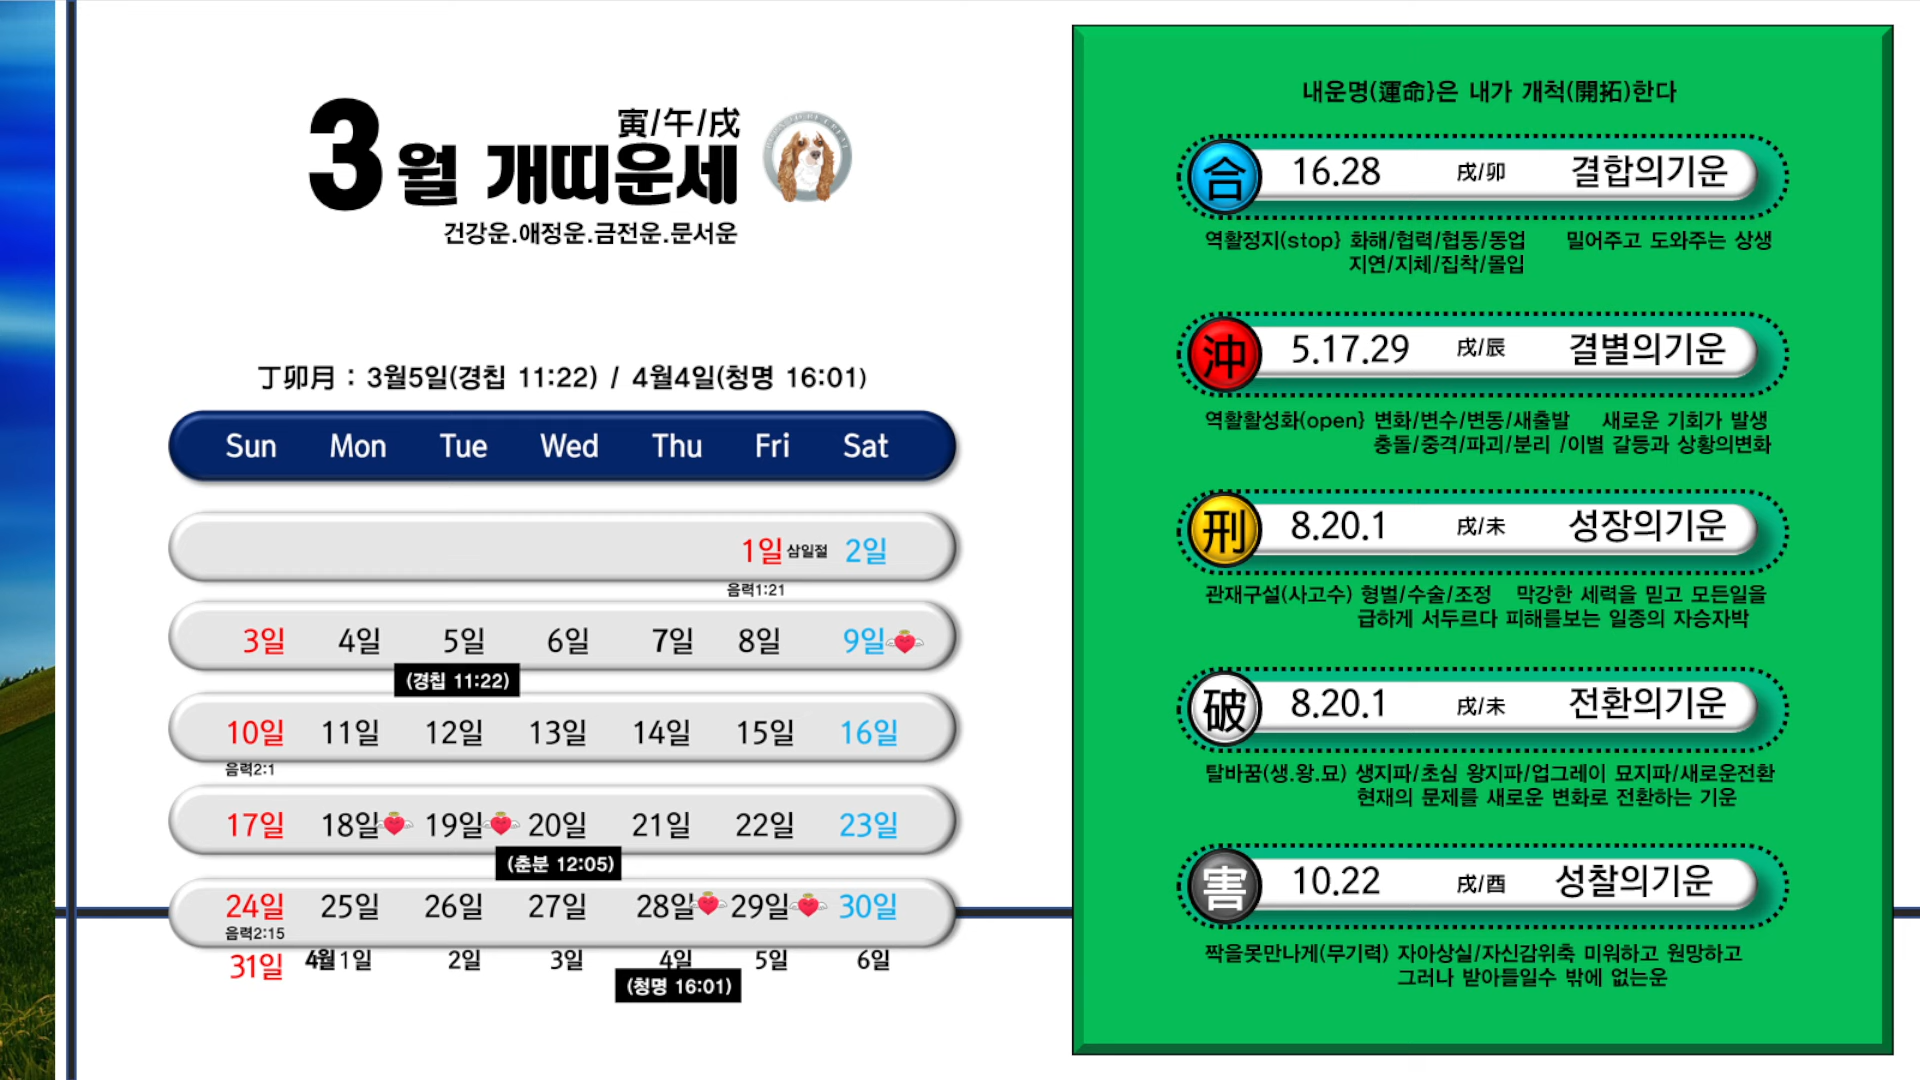 寅/午/戌
3월 개띠운세
건강운.애정운.금전운.문서운
丁卯月 : 3월5일(경칩 11:22) / 4월4일(청명 16:01)
Sun Mon Tue Wed Thu Fri Sat
1일 삼일절 2일
음력1:21
3일 4일 5일 6일 7일 8일 9일
(경칩 11:22)
10일 11일 12일 13일 14일 15일 16일
음력2:1
17일 18일 19일 20일 21일 22일 23일
(춘분 12:05)
24일 25일 26일 27일 28일 29일 30일
음력2:15
31일 4월1일 2일 3일 4일 5일 6일
(청명 16:01)
내운명(運命}은 내가 개척(開拓)한다
合 16.28 戌/卯 결합의기운
역활정지(stop} 화해/협력/협동/동업 밀어주고 도와주는 상생
지연/지체/집착/몰입
沖 5.17.29 戌/辰 결별의기운
역활활성화(open} 변화/변수/변동/새출발 새로운 기회가 발생
충돌/중격/파괴/분리 /이별 갈등과 상황의변화
刑 8.20.1 戌/未 성장의기운
관재구설(사고수) 형벌/수술/조정 막강한 세력을 믿고 모든일을
급하게 서두르다 피해를보는 일종의 자승자박
破 8.20.1 戌/未 전환의기운
탈바꿈(생.왕.묘) 생지파/초심 왕지파/업그레이 묘지파/새로운전환
현재의 문제를 새로운 변화로 전환하는 기운
害 10.22 戌/酉 성찰의기운
짝을못만나게(무기력) 자아상실/자신감위축 미워하고 원망하고
그러나 받아들일수 밖에 없는운